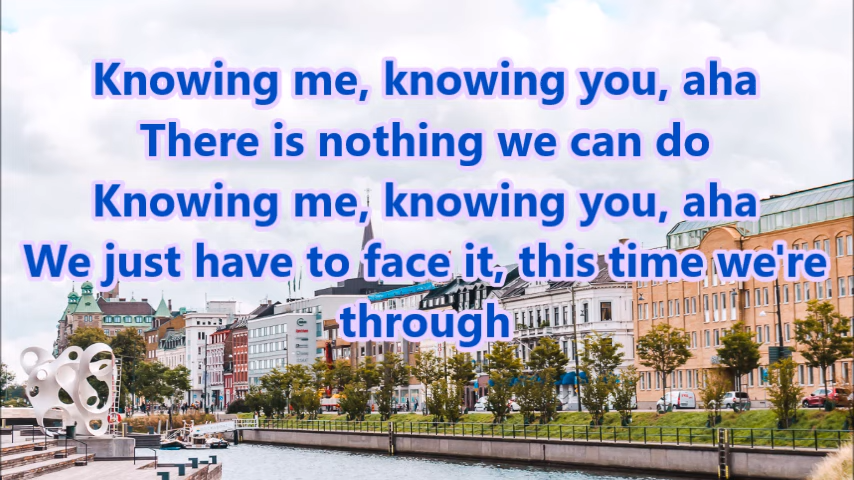 Knowing me, knowing you, aha
There is nothing we can do
Knowing me, knowing you, aha
We just have to face it, this time we're
through